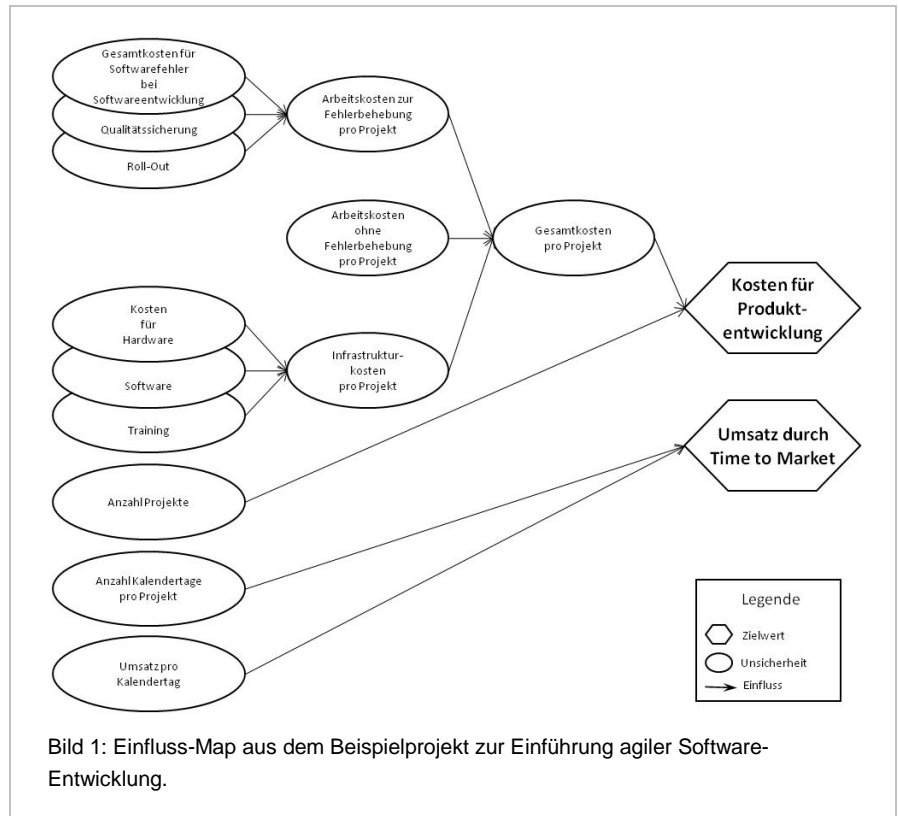 Gesamtkosten für
Softwarefehler
bei
Softwareentwicklung
Qualitätssicherung
Roll-Out
Arbeitskosten zur
Fehlerbehebung
pro Projekt
Arbeitskosten
ohne
Fehlerbehebung
pro Projekt
Gesamtkosten
pro Projekt
Kosten für
Produkt-
entwicklung
Kosten
für
Hardware
Software
Training
Infrastruktur-
kosten
pro Projekt
Umsatz durch
Time to Market
Anzahl Projekte
Anzahl Kalendertage
pro Projekt
Umsatz pro
Kalendertag
Legende
Zielwert
Unsicherheit
Einfluss
Bild 1: Einfluss-Map aus dem Beispielprojekt zur Einführung agiler Software-
Entwicklung.